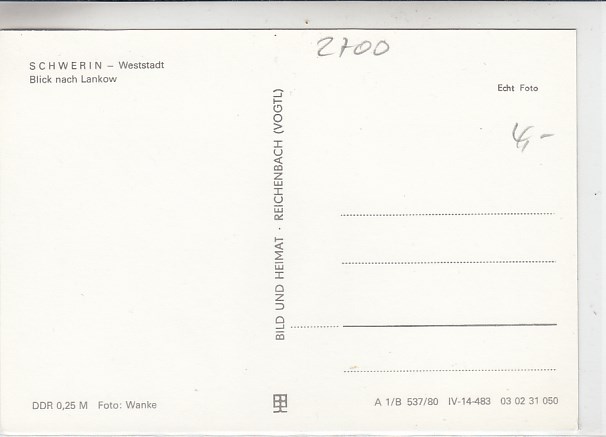 2700
SCHWERIN – Weststadt
Blick nach Lankow
Echt Foto
4,-
BILD UND HEIMAT · REICHENBACH (VOGTL)
DDR 0,25 M Foto: Wanke
A 1/B 537/80 IV-14-483 03 02 31 050